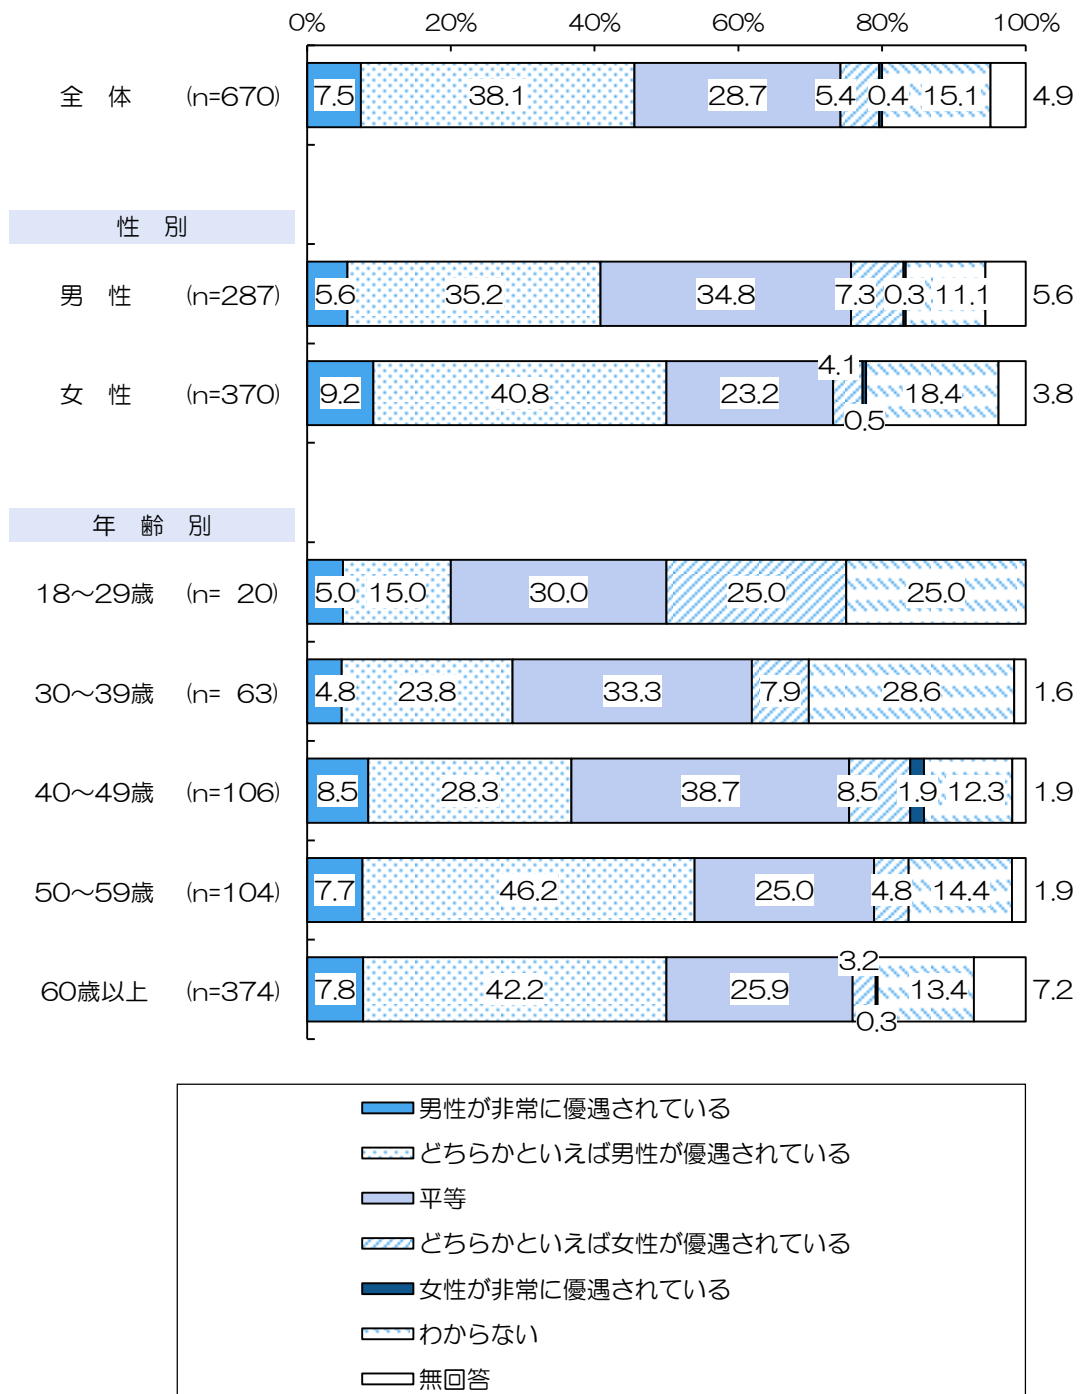 0% 20% 40% 60% 80% 100%
全 体 (n=670) 7.5 38.1 28.7 5.4 0.4 15.1 4.9
性 別
男 性 (n=287) 5.6 35.2 34.8 7.3 0.3 11.1 5.6
女 性 (n=370) 9.2 40.8 23.2 4.1 0.5 18.4 3.8
年 齢 別
18~29歳 (n= 20) 5.0 15.0 30.0 25.0 25.0
30~39歳 (n= 63) 4.8 23.8 33.3 7.9 28.6 1.6
40~49歳 (n=106) 8.5 28.3 38.7 8.5 1.9 12.3 1.9
50~59歳 (n=104) 7.7 46.2 25.0 4.8 14.4 1.9
60歳以上 (n=374) 7.8 42.2 25.9 3.2 0.3 13.4 7.2
男性が非常に優遇されている
どちらかといえば男性が優遇されている
平等
どちらかといえば女性が優遇されている
女性が非常に優遇されている
わからない
無回答